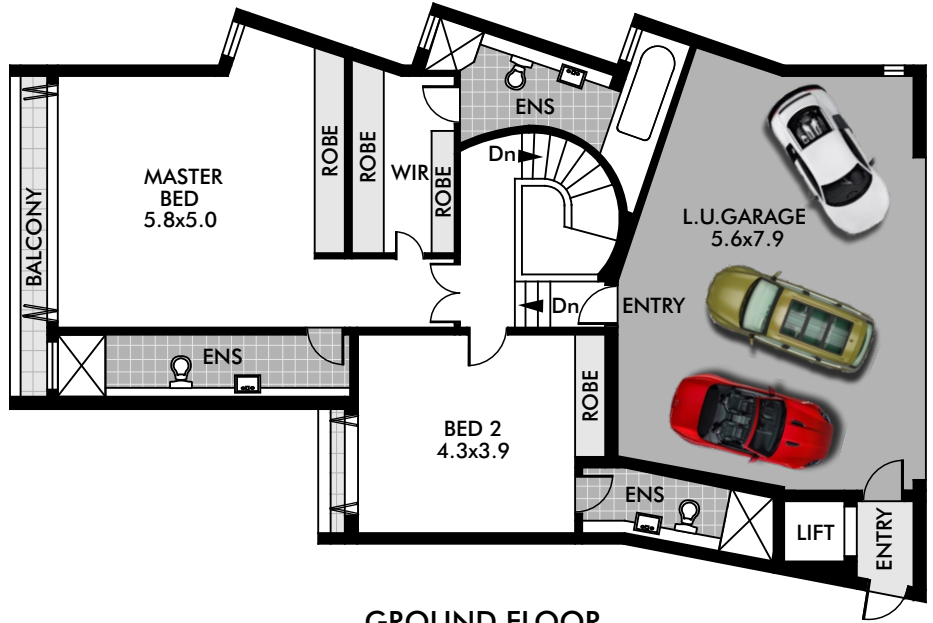 ENS
Dn
ROBE
ROBE
WIR
ROBE
MASTER
BED
5.8x5.0
BALCONY
L.U.GARAGE
5.6x7.9
Dn
ENTRY
ENS
ROBE
BED 2
4.3x3.9
ENS
LIFT
ENTRY
GROUND FLOOR